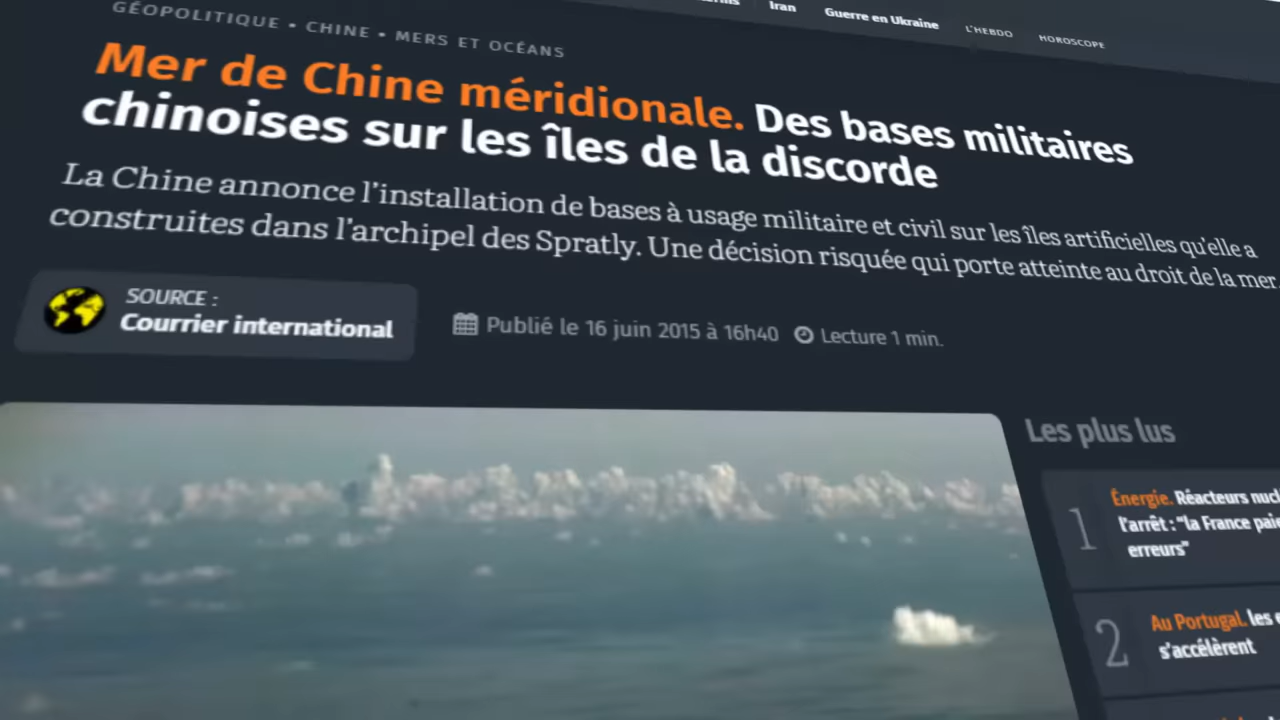 Iran
Guerre en Ukraine
L'HEBDO
HOROSCOPE
GÉOPOLITIQUE • CHINE • MERS ET OCÉANS
Mer de Chine méridionale. Des bases militaires
chinoises sur les îles de la discorde
La Chine annonce l'installation de bases à usage militaire et civil sur les îles artificielles qu'elle a
construites dans l'archipel des Spratly. Une décision risquée qui porte atteinte au droit de la mer.
SOURCE :
Courrier international
Publié le 16 juin 2015 à 16h40
Lecture 1 min.
Les plus lus
1
Énergie. Réacteurs
l'arrêt : “la France
erreurs”
2
Au Portugal. les
s'accélèrent